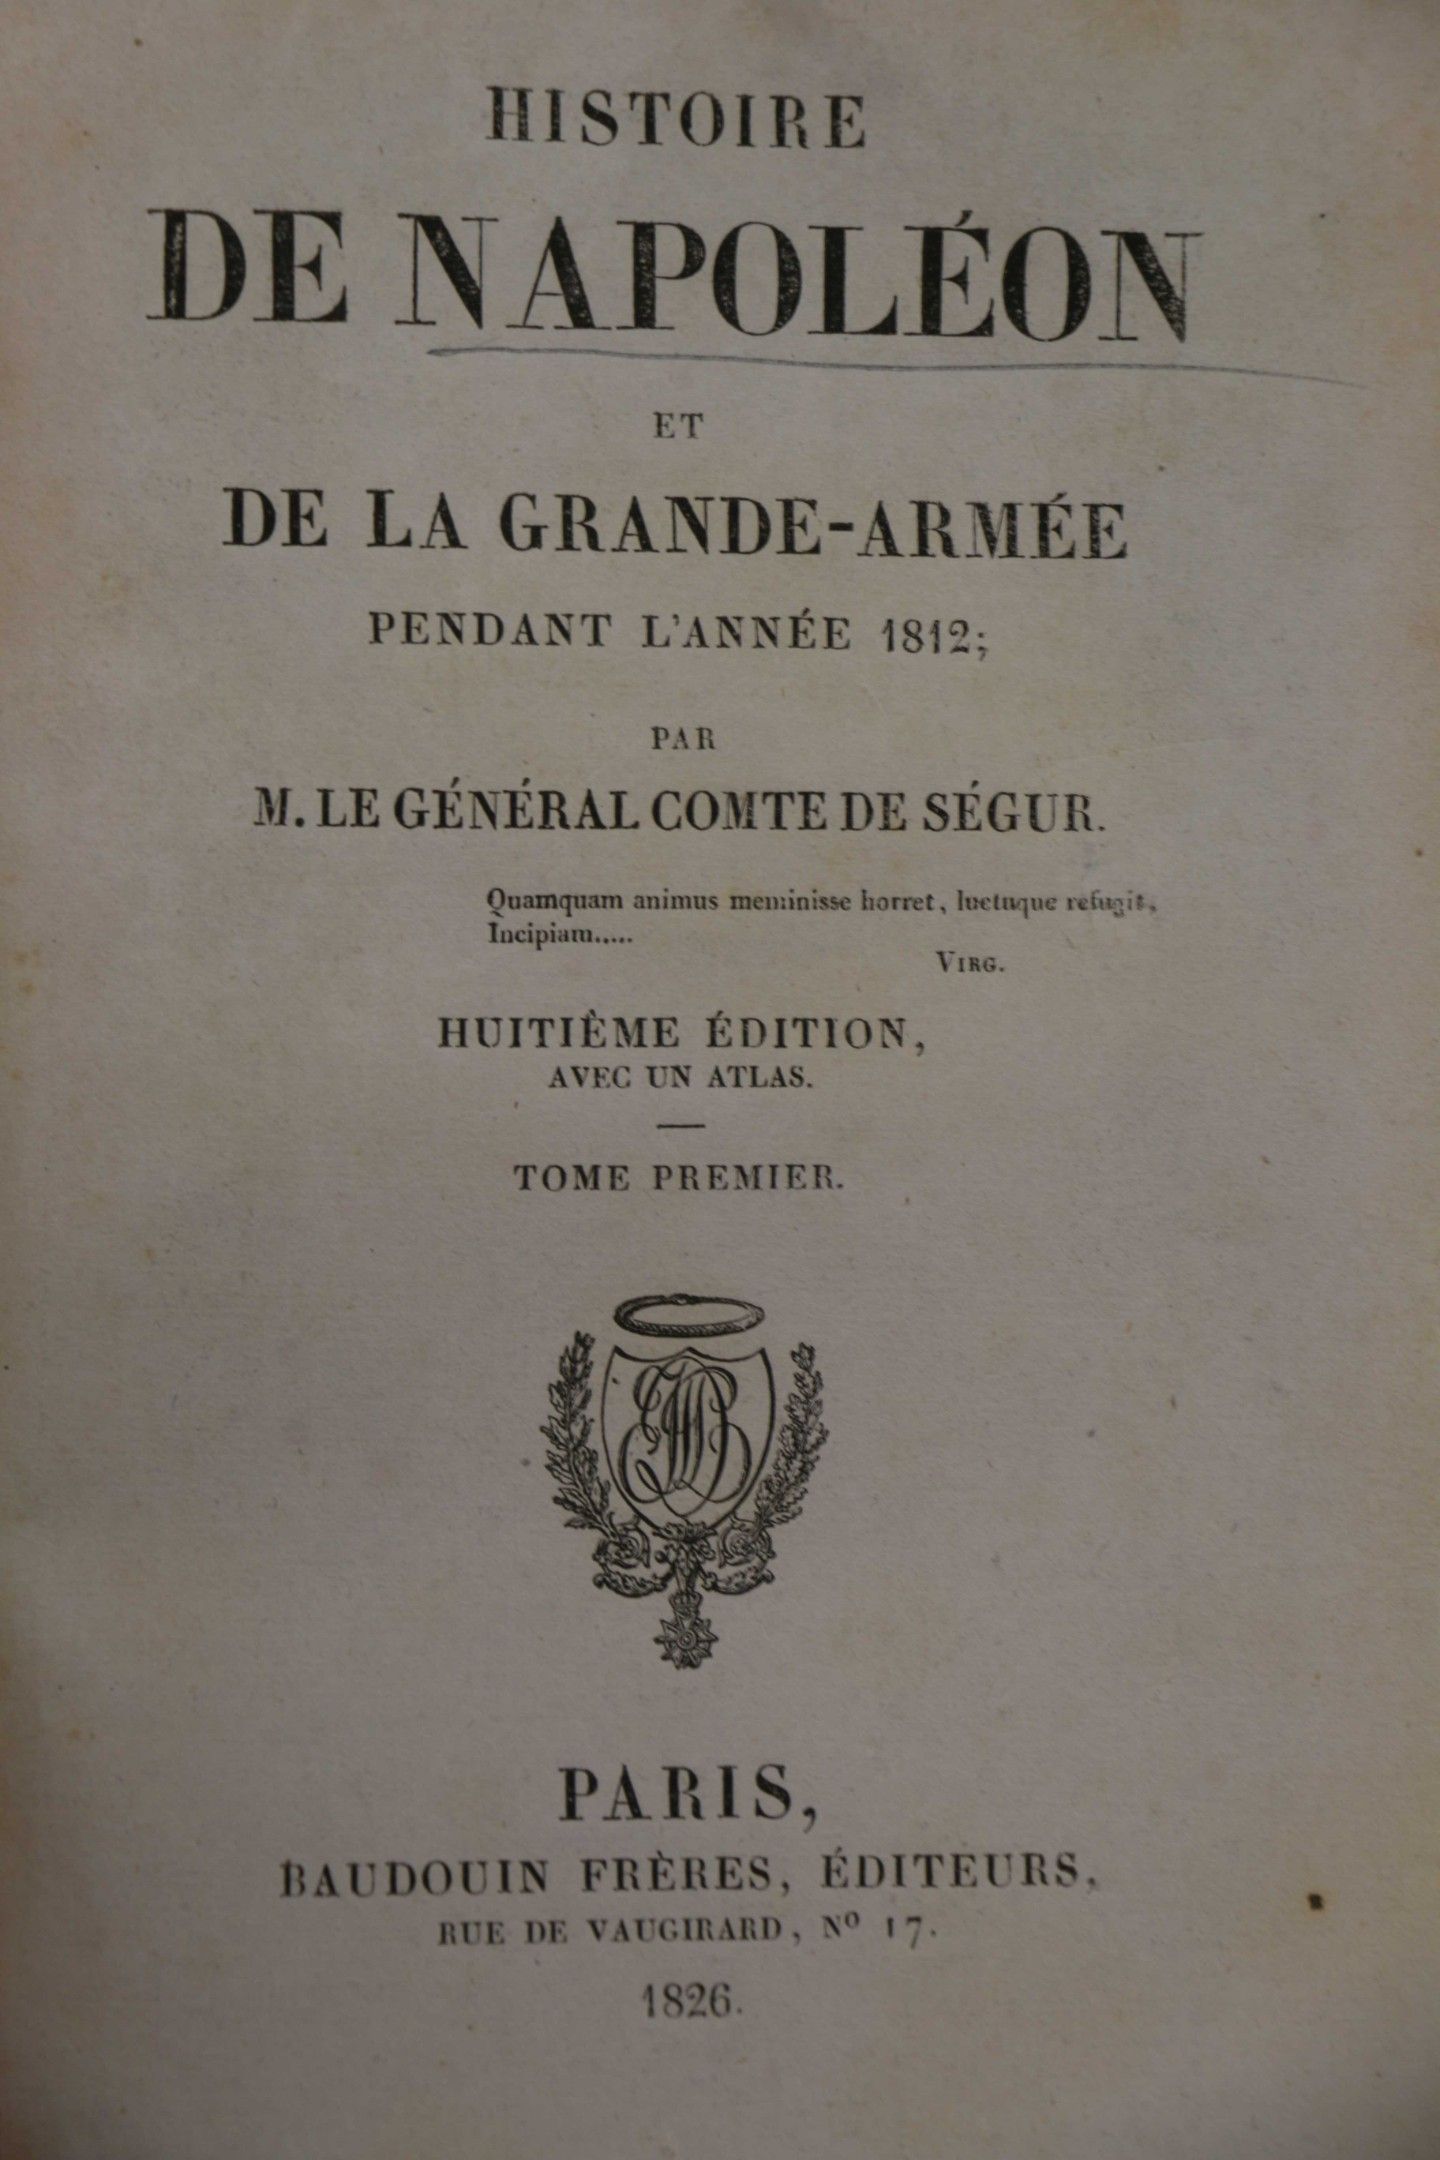 HISTOIRE
DE NAPOLÉON
ET
DE LA GRANDE-ARMÉE
PENDANT L'ANNÉE 1812;
PAR
M. LE GÉNÉRAL COMTE DE SÉGUR.
Quamquam animus meminisse horret, luctuque refugit,
Incipiam.....
VIRG.
HUITIÈME ÉDITION,
AVEC UN ATLAS.
TOME PREMIER.
PARIS,
BAUDOUIN FRÈRES, ÉDITEURS,
RUE DE VAUGIRARD, Nº 17.
1826.